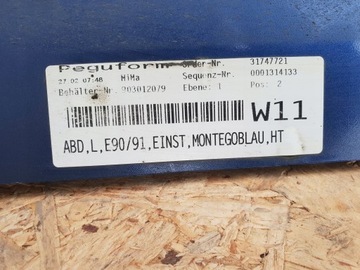 Peguform Order-Nr. 31747721
27.02 07:48 MiMa Sequenz-Nr. 0001314133
Behälter-Nr. 903012079 Ebene: 1 Pos: 2
W11
ABD,L,E90/91,EINST,MONTEGOBLAU,HT